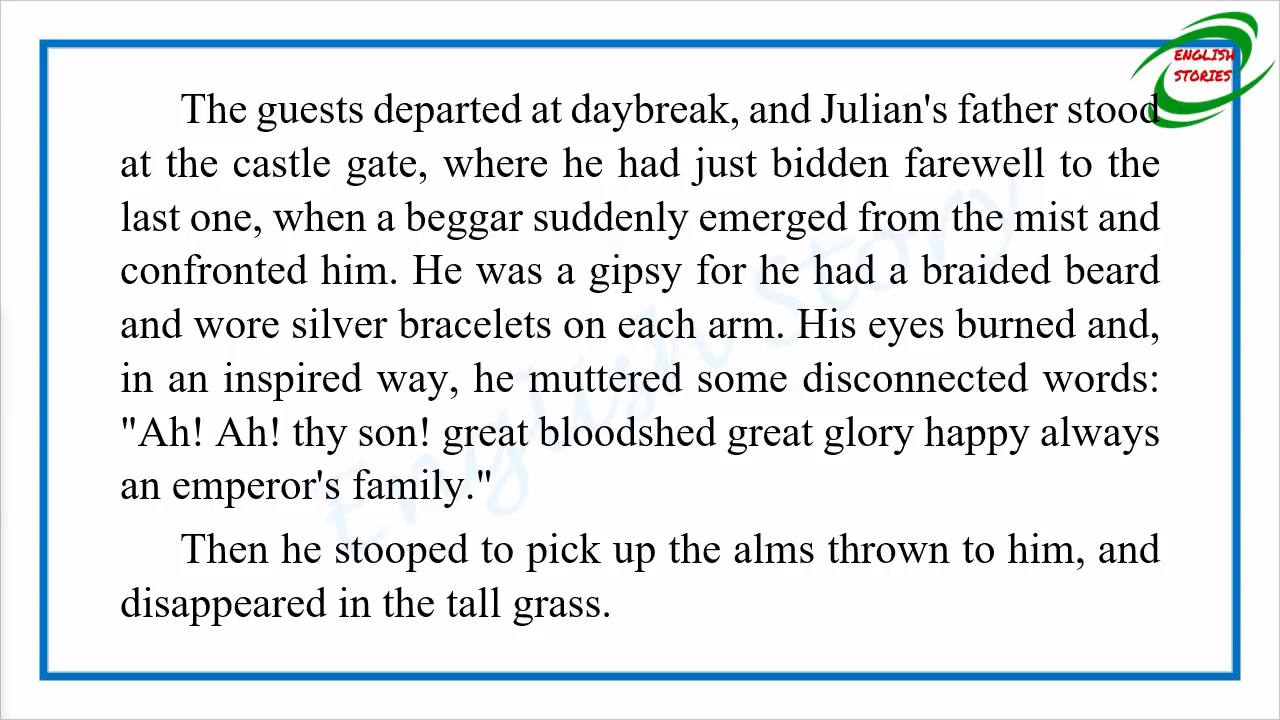 ENGLISH
STORIES
The guests departed at daybreak, and Julian's father stood
at the castle gate, where he had just bidden farewell to the
last one, when a beggar suddenly emerged from the mist and
confronted him. He was a gipsy for he had a braided beard
and wore silver bracelets on each arm. His eyes burned and,
in an inspired way, he muttered some disconnected words:
"Ah! Ah! thy son! great bloodshed great glory happy always
an emperor's family."
Then he stooped to pick up the alms thrown to him, and
disappeared in the tall grass.
English Story